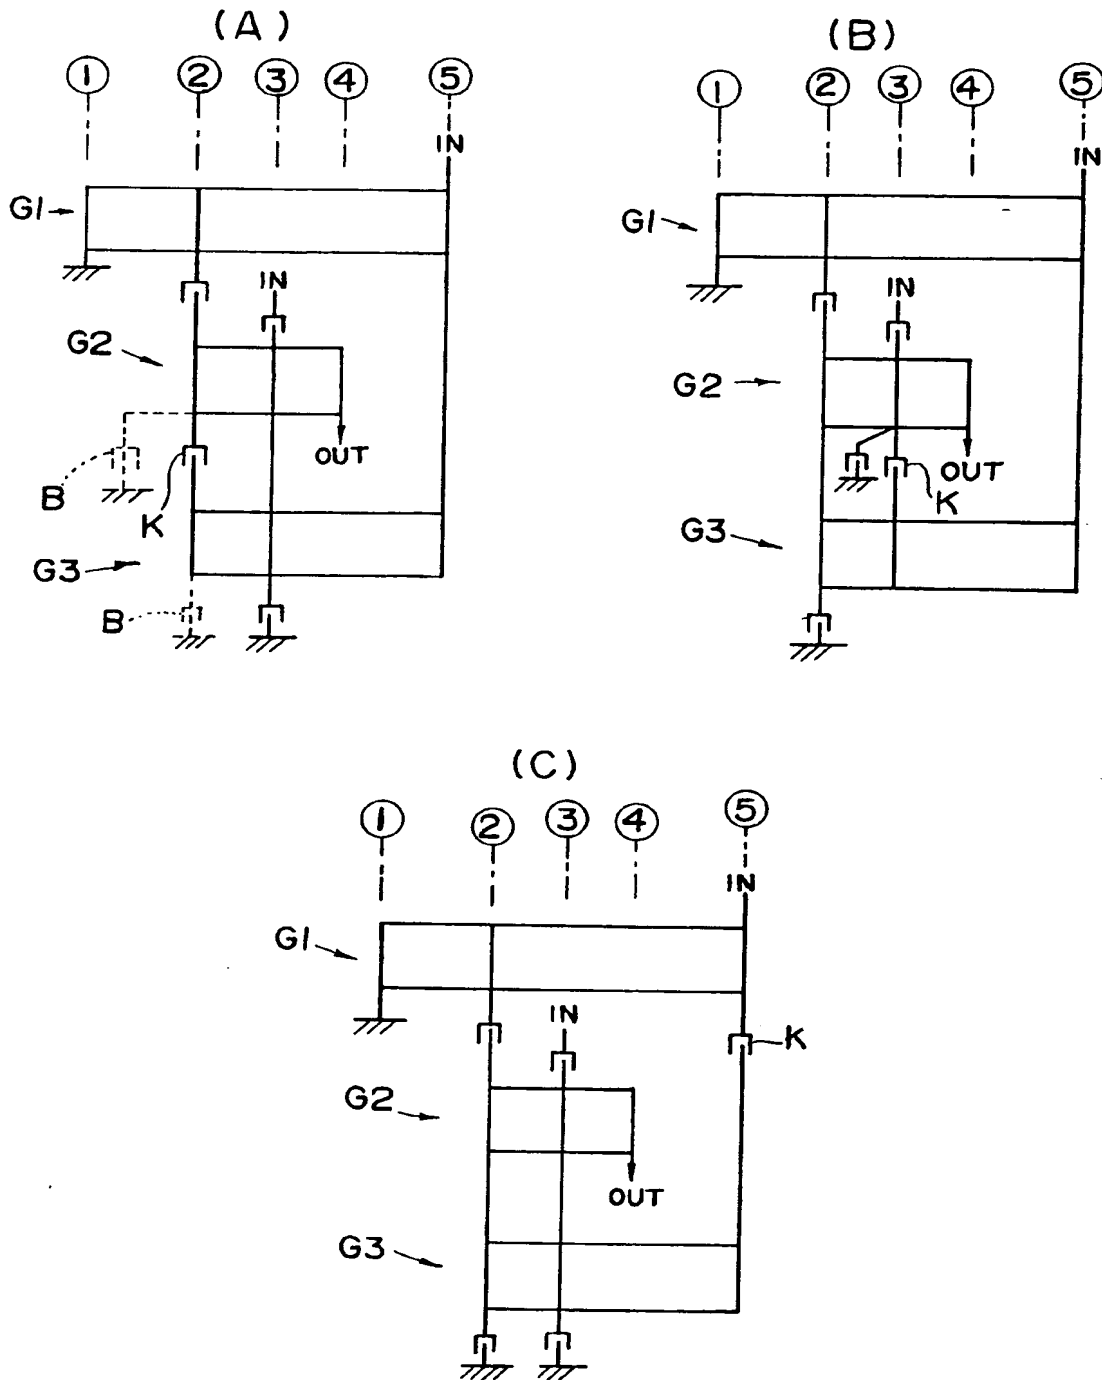 (A)
① ② ③ ④ ⑤
IN
G1
IN
G2
OUT
B
K
G3
B
(B)
① ② ③ ④ ⑤
IN
G1
IN
G2
OUT
K
G3
(C)
① ② ③ ④ ⑤
IN
G1
IN
K
G2
OUT
G3